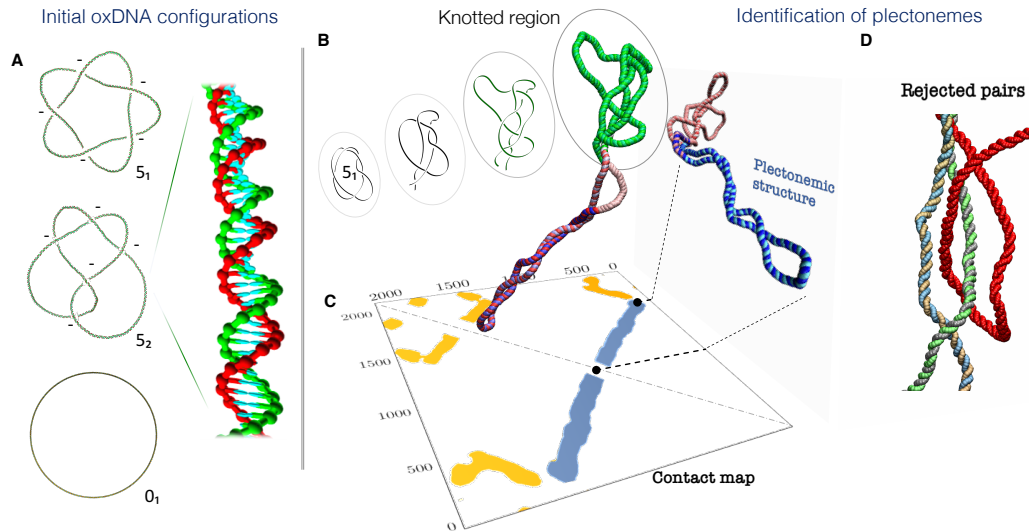 Initial oxDNA configurations
Knotted region
Identification of plectonemes
A
B
D
-
-
-
-
-
5₁
Rejected pairs
5₁
Plectonemic
structure
-
-
-
-
-
5₂
C
2000
1500
500
0
2000
1500
1000
500
0
Contact map
0₁